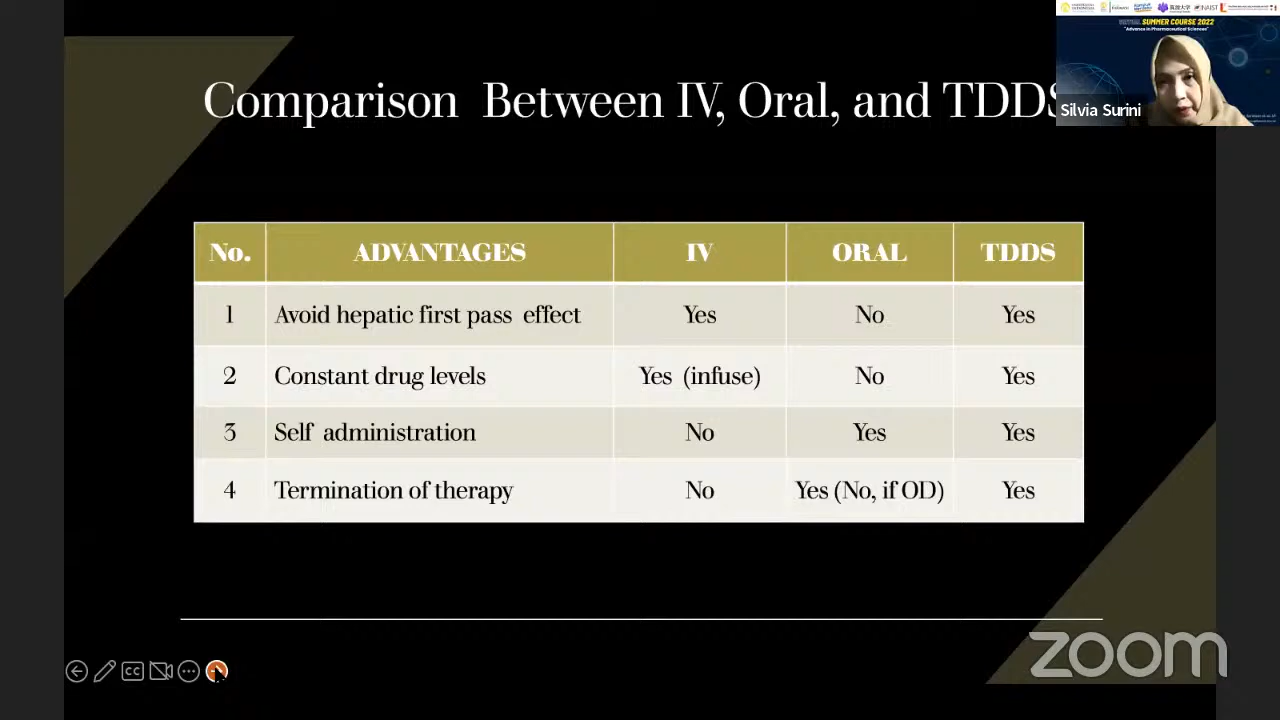 SUMMER COURSE 2022
"Advance in Pharmaceutical Sciences"
Silvia Surini
Comparison Between IV, Oral, and TDDS
No. ADVANTAGES IV ORAL TDDS
1 Avoid hepatic first pass effect Yes No Yes
2 Constant drug levels Yes (infuse) No Yes
3 Self administration No Yes Yes
4 Termination of therapy No Yes (No, if OD) Yes
CC
zoom